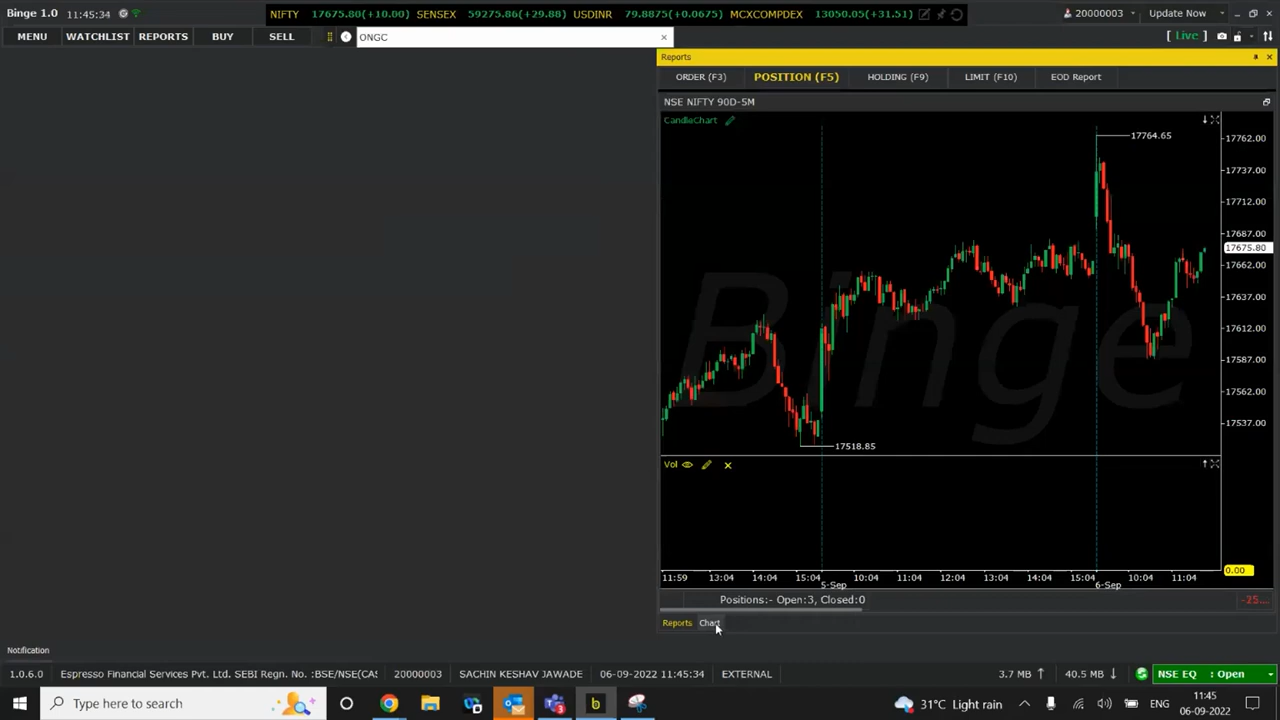 Binge 1.0 11:45:34
NIFTY 17675.80(+10.00) SENSEX 59275.86(+29.88) USDINR 79.8875(+0.0675) MCXCOMPDEX 13050.05(+31.51)
20000003 Update Now
MENU WATCHLIST REPORTS BUY SELL
ONGC
[ Live ]
Reports
ORDER (F3) POSITION (F5) HOLDING (F9) LIMIT (F10) EOD Report
NSE NIFTY 90D-5M
CandleChart
17764.65
17762.00
17737.00
17712.00
17687.00
17675.80
17662.00
17637.00
17612.00
17587.00
17562.00
17537.00
17518.85
Binge
Vol
0.00
11:59 13:04 14:04 15:04 10:04 11:04 12:04 13:04 14:04 15:04 10:04 11:04
5-Sep 6-Sep
Positions:- Open:3, Closed:0 -25...
Reports Chart
Notification
1.0.6.0 Espresso Financial Services Pvt. Ltd. SEBI Regn. No. :BSE/NSE(CAS 20000003 SACHIN KESHAV JAWADE 06-09-2022 11:45:34 EXTERNAL 3.7 MB 40.5 MB NSE EQ : Open
Type here to search
31°C Light rain
ENG
11:45
06-09-2022